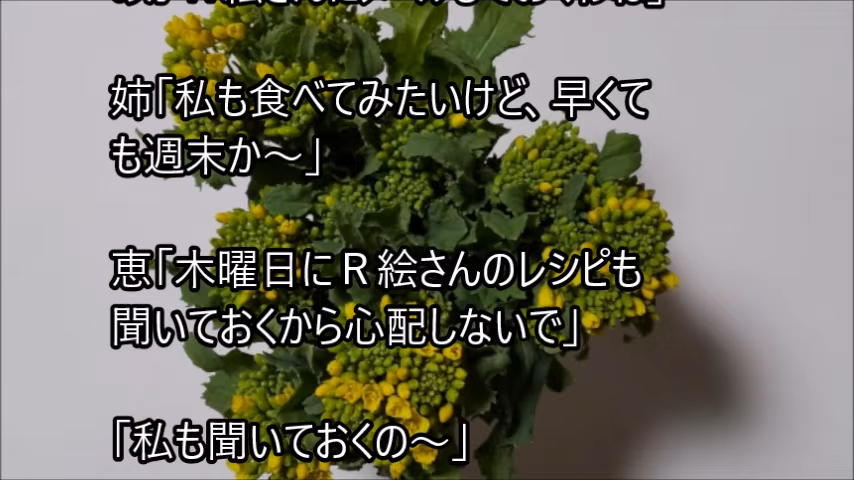 姉「私も食べてみたいけど、早くて
も週末か～」
恵「木曜日にＲ絵さんのレシピも
聞いておくから心配しないで」
「私も聞いておくの～」